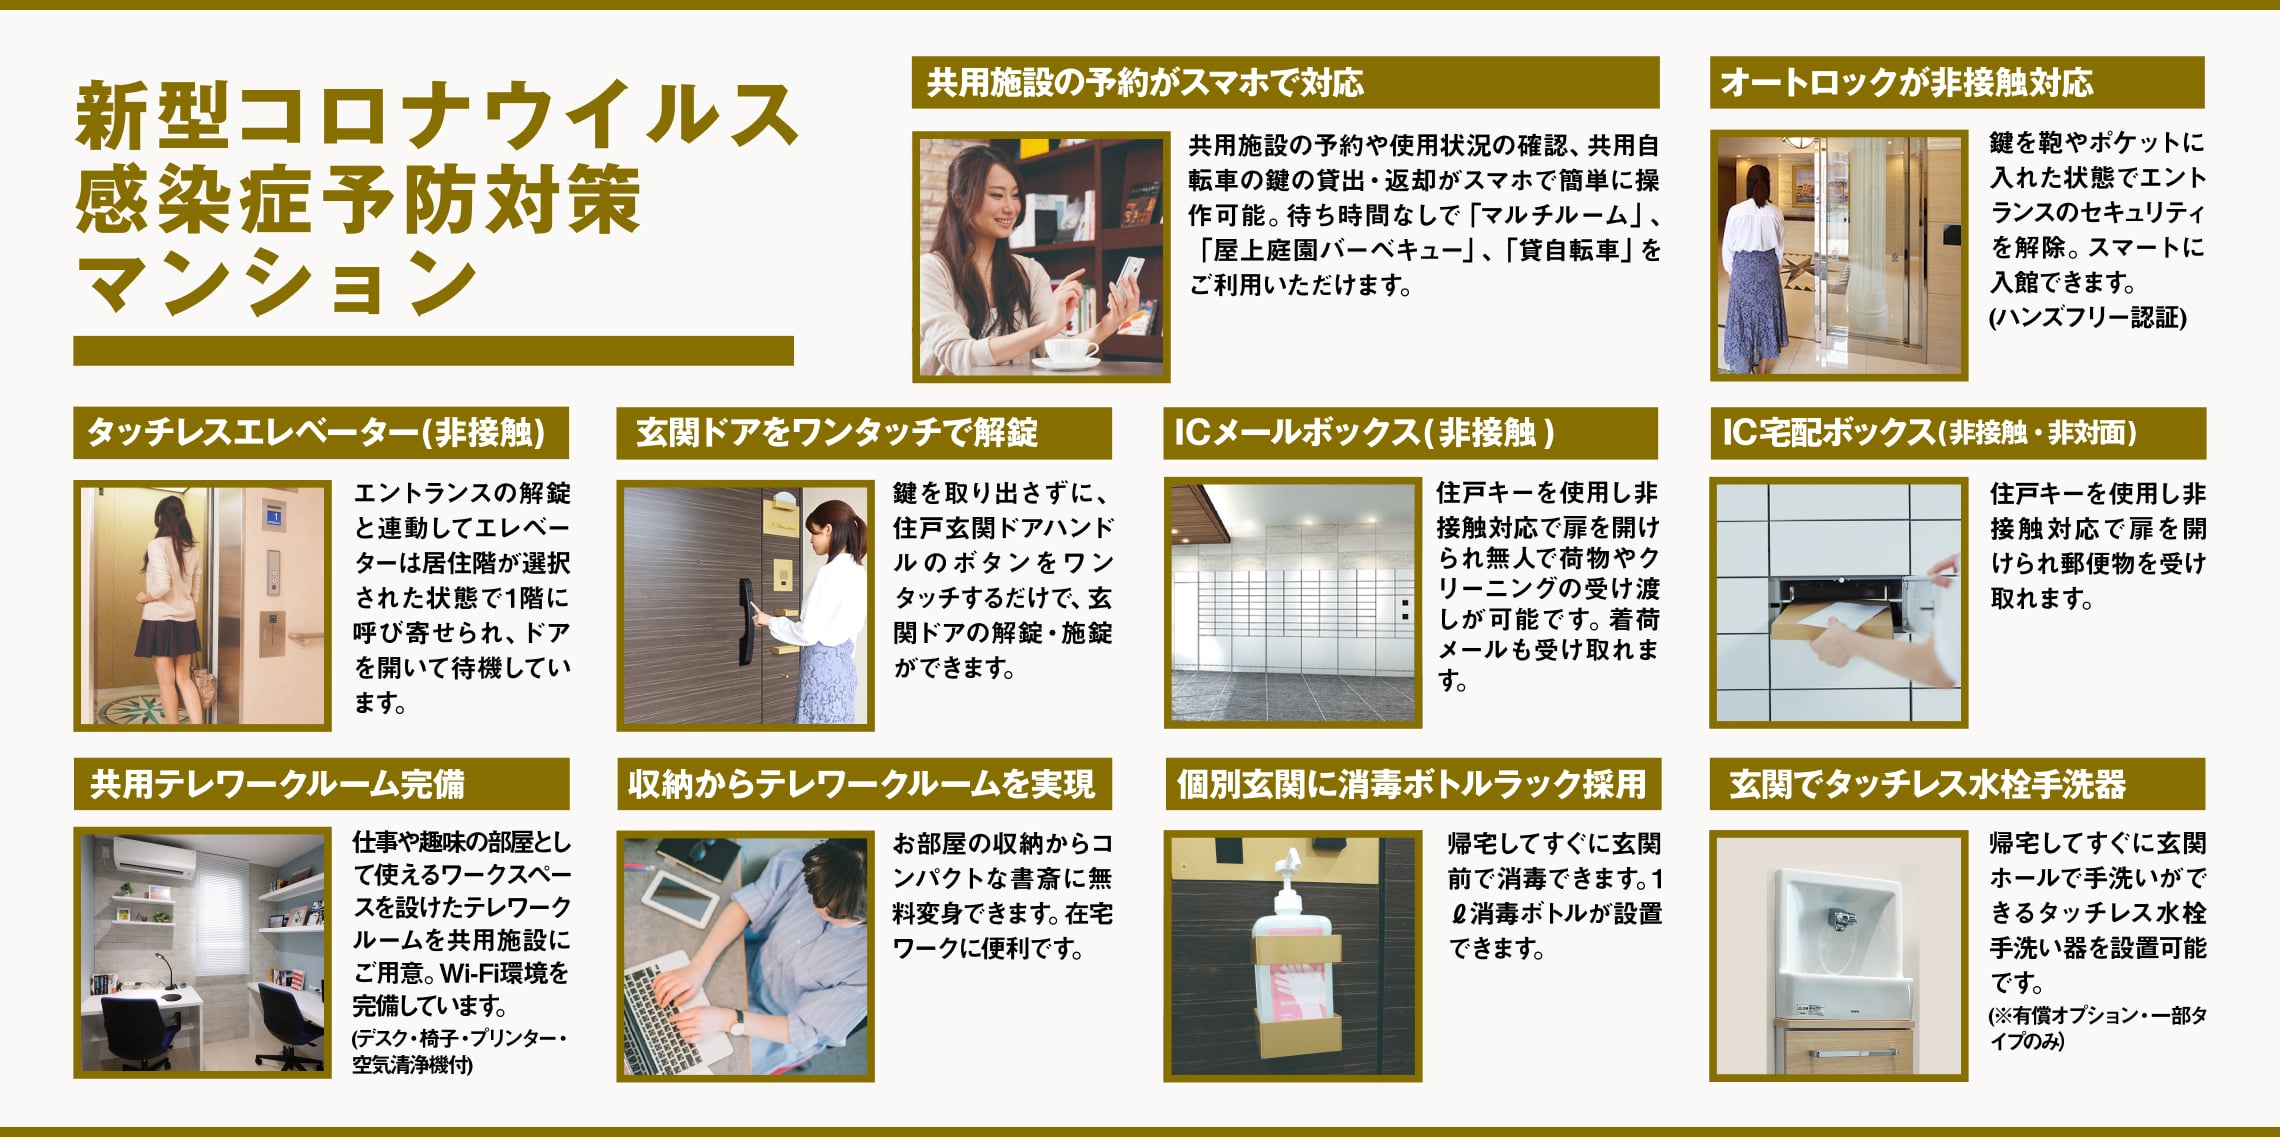 新型コロナウイルス
感染症予防対策
マンション
共用施設の予約がスマホで対応
共用施設の予約や使用状況の確認、共用自
転車の鍵の貸出・返却がスマホで簡単に操
作可能。待ち時間なしで「マルチルーム」、
「屋上庭園バーベキュー」、「貸自転車」を
ご利用いただけます。
オートロックが非接触対応
鍵を鞄やポケットに
入れた状態でエント
ランスのセキュリティ
を解除。スマートに
入館できます。
(ハンズフリー認証)
タッチレスエレベーター(非接触)
エントランスの解錠
と連動してエレベー
ターは居住階が選択
された状態で1階に
呼び寄せられ、ドア
を開いて待機してい
ます。
玄関ドアをワンタッチで解錠
鍵を取り出さずに、
住戸玄関ドアハンド
ルのボタンをワン
タッチするだけで、玄
関ドアの解錠・施錠
ができます。
ICメールボックス(非接触)
住戸キーを使用し非
接触対応で扉を開け
られ無人で荷物やク
リーニングの受け渡
しが可能です。着荷
メールも受け取れま
す。
IC宅配ボックス(非接触・非対面)
住戸キーを使用し非
接触対応で扉を開
けられ郵便物を受け
取れます。
共用テレワークルーム完備
仕事や趣味の部屋とし
て使えるワークスペー
スを設けたテレワーク
ルームを共用施設に
ご用意。Wi-Fi環境を
完備しています。
(デスク・椅子・プリンター・
空気清浄機付)
収納からテレワークルームを実現
お部屋の収納からコ
ンパクトな書斎に無
料変身できます。在宅
ワークに便利です。
個別玄関に消毒ボトルラック採用
帰宅してすぐに玄関
前で消毒できます。1
ℓ消毒ボトルが設置
できます。
玄関でタッチレス水栓手洗器
帰宅してすぐに玄関
ホールで手洗いがで
きるタッチレス水栓
手洗い器を設置可能
です。
(※有償オプション・一部タ
イプのみ)